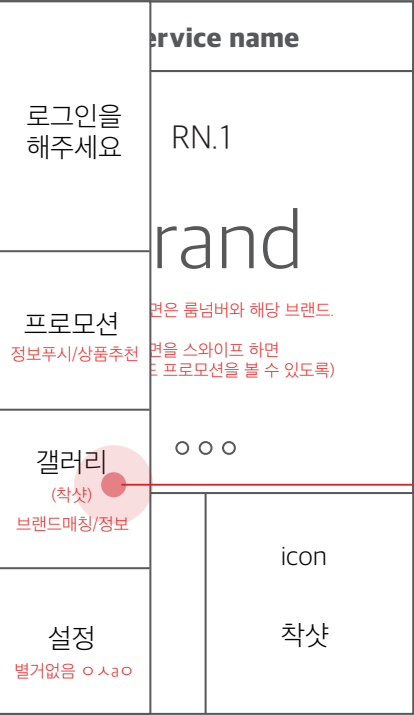 ervice name
로그인을
해주세요
RN.1
rand
프로모션
정보푸시/상품추천
면은 룸넘버와 해당 브랜드.
면을 스와이프 하면
프로모션을 볼 수 있도록)
갤러리
(착샷)
브랜드매칭/정보
icon
착샷
설정
별거없음 ㅇㅅaㅇ